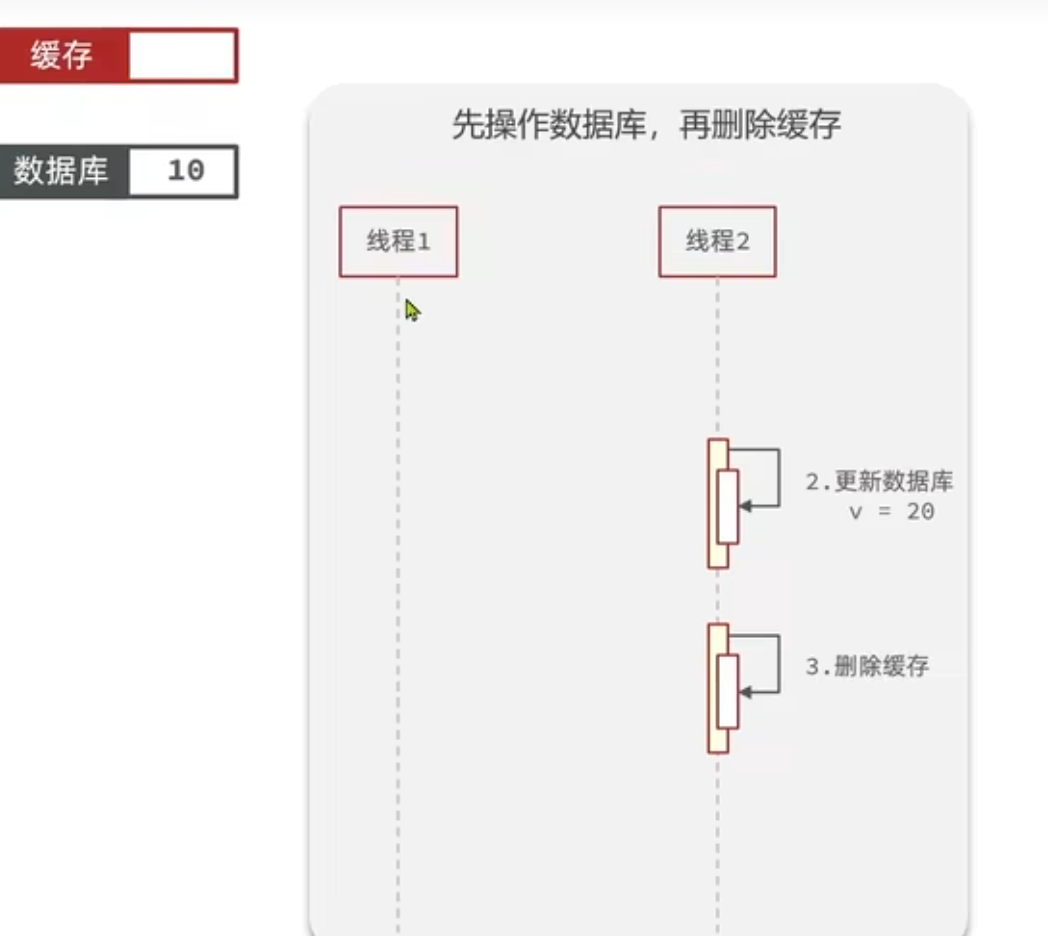 缓存
数据库 10
先操作数据库，再删除缓存
线程1
线程2
2.更新数据库
v = 20
3.删除缓存